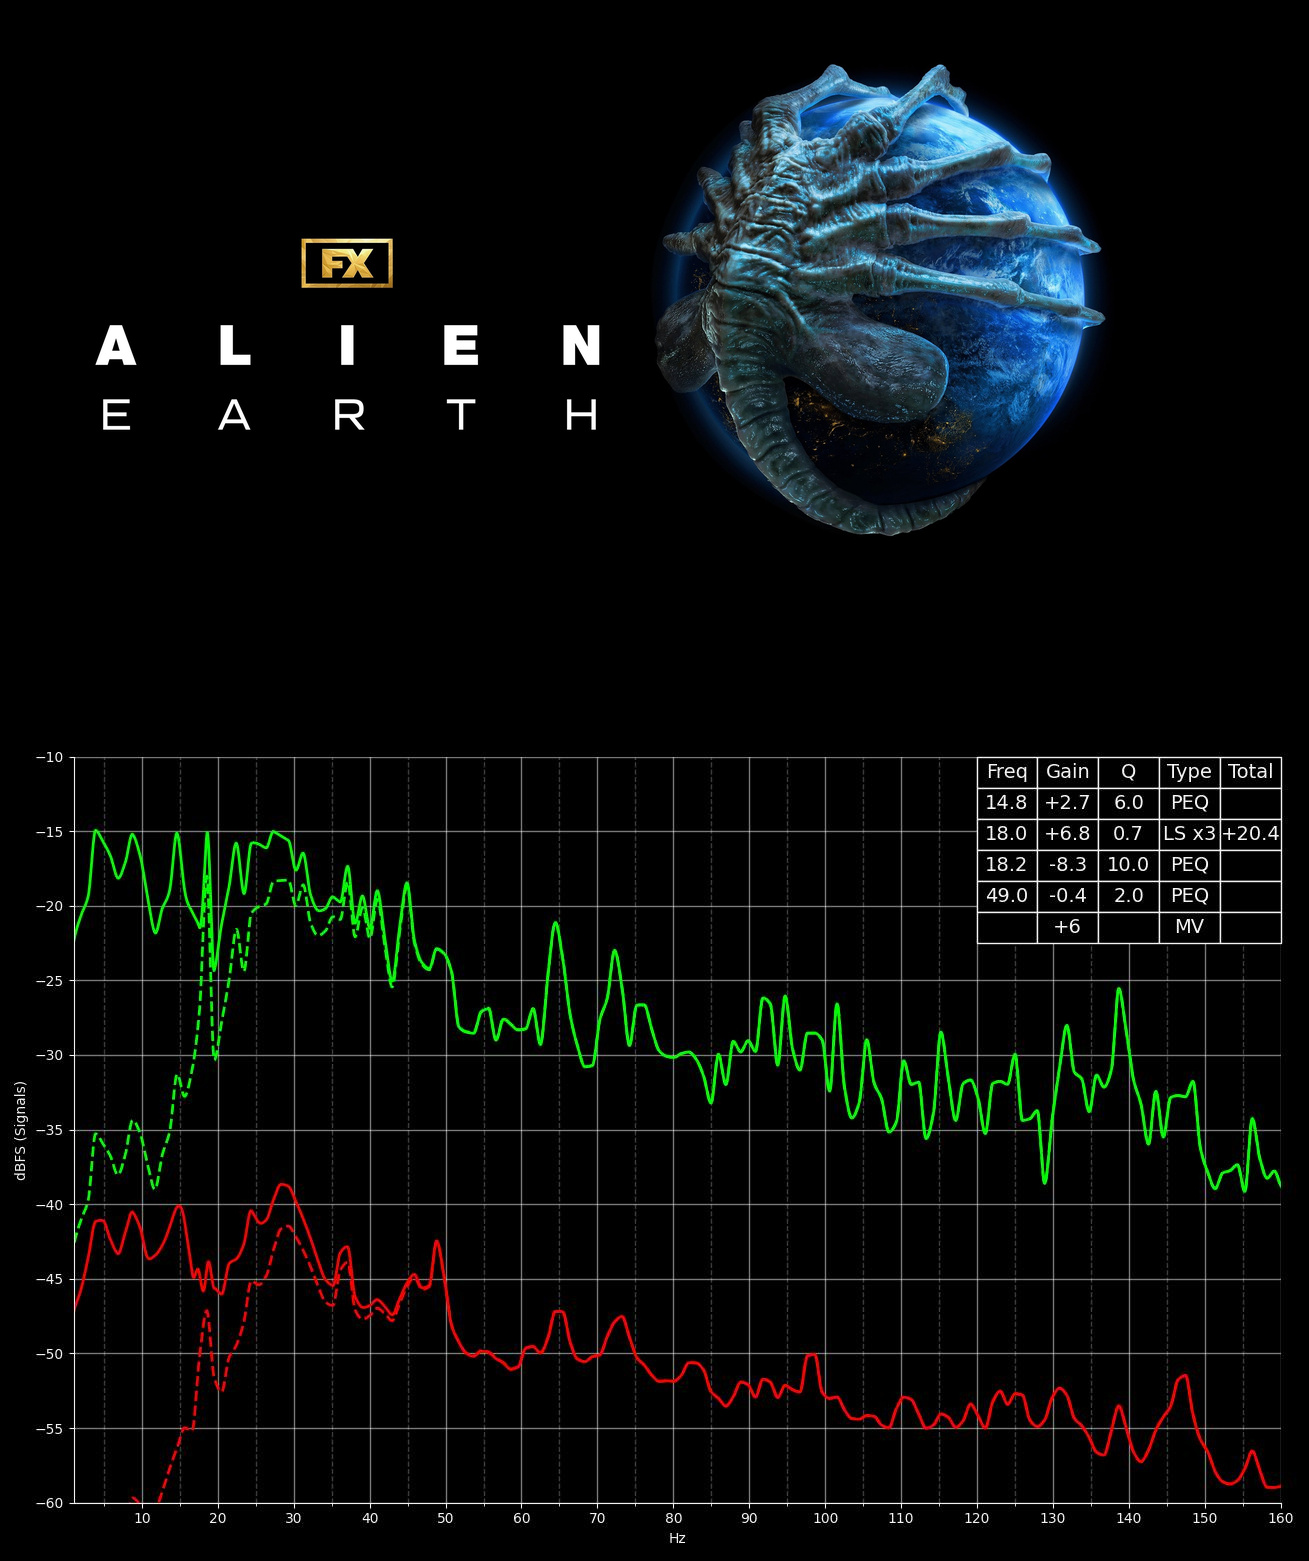 FX
A L I E N
E A R T H
Freq Gain Q Type Total
14.8 +2.7 6.0 PEQ
18.0 +6.8 0.7 LS x3 +20.4
18.2 -8.3 10.0 PEQ
49.0 -0.4 2.0 PEQ
+6 MV
−10
−15
−20
−25
−30
−35
−40
−45
−50
−55
−60
dBFS (Signals)
10 20 30 40 50 60 70 80 90 100 110 120 130 140 150 160
Hz